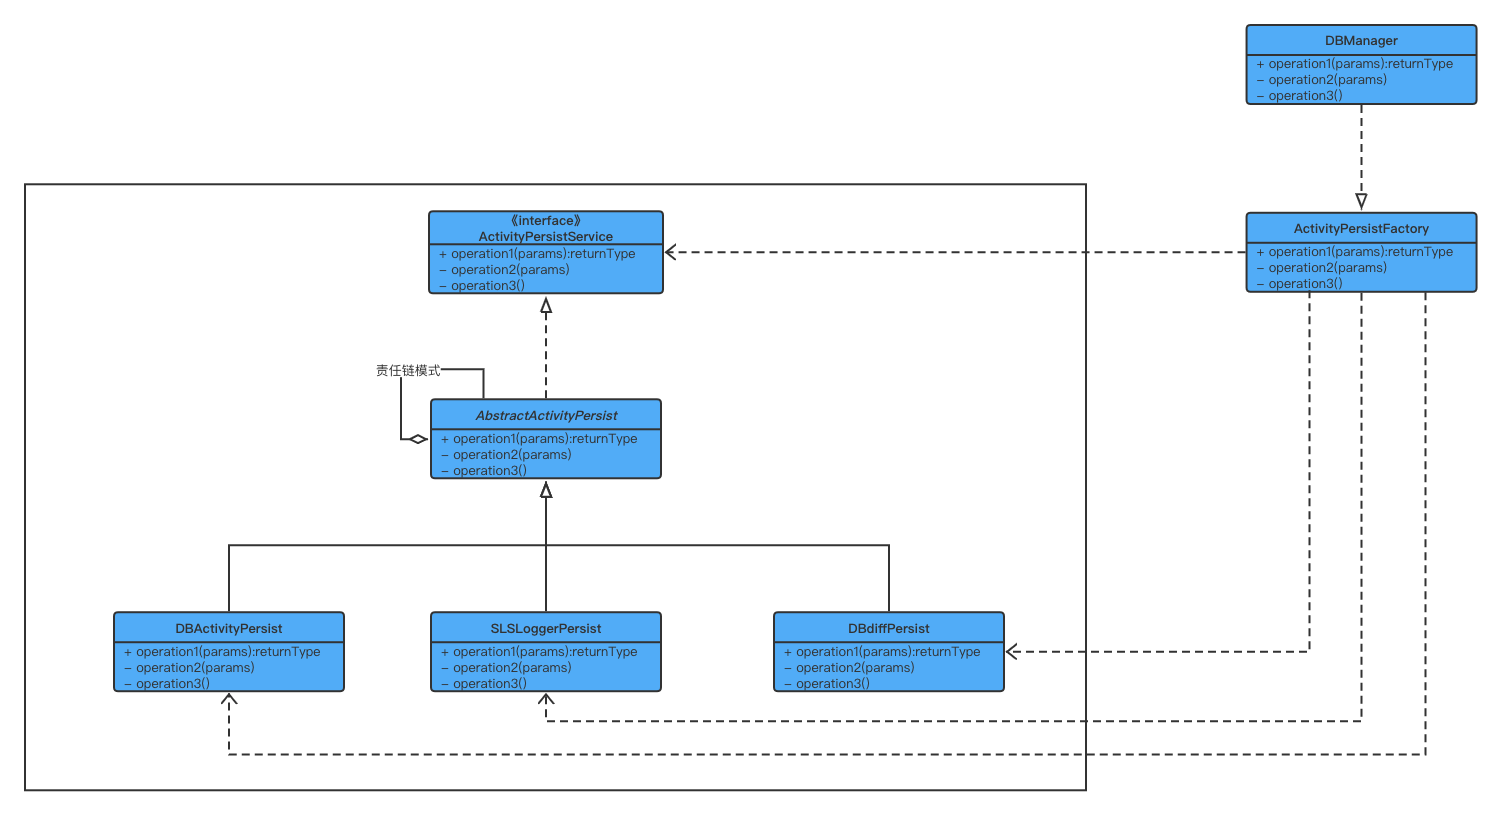 DBManager
+ operation1(params):returnType
− operation2(params)
− operation3()
《interface》
ActivityPersistService
+ operation1(params):returnType
− operation2(params)
− operation3()
ActivityPersistFactory
+ operation1(params):returnType
− operation2(params)
− operation3()
责任链模式
AbstractActivityPersist
+ operation1(params):returnType
− operation2(params)
− operation3()
DBActivityPersist
+ operation1(params):returnType
− operation2(params)
− operation3()
SLSLoggerPersist
+ operation1(params):returnType
− operation2(params)
− operation3()
DBdiffPersist
+ operation1(params):returnType
− operation2(params)
− operation3()